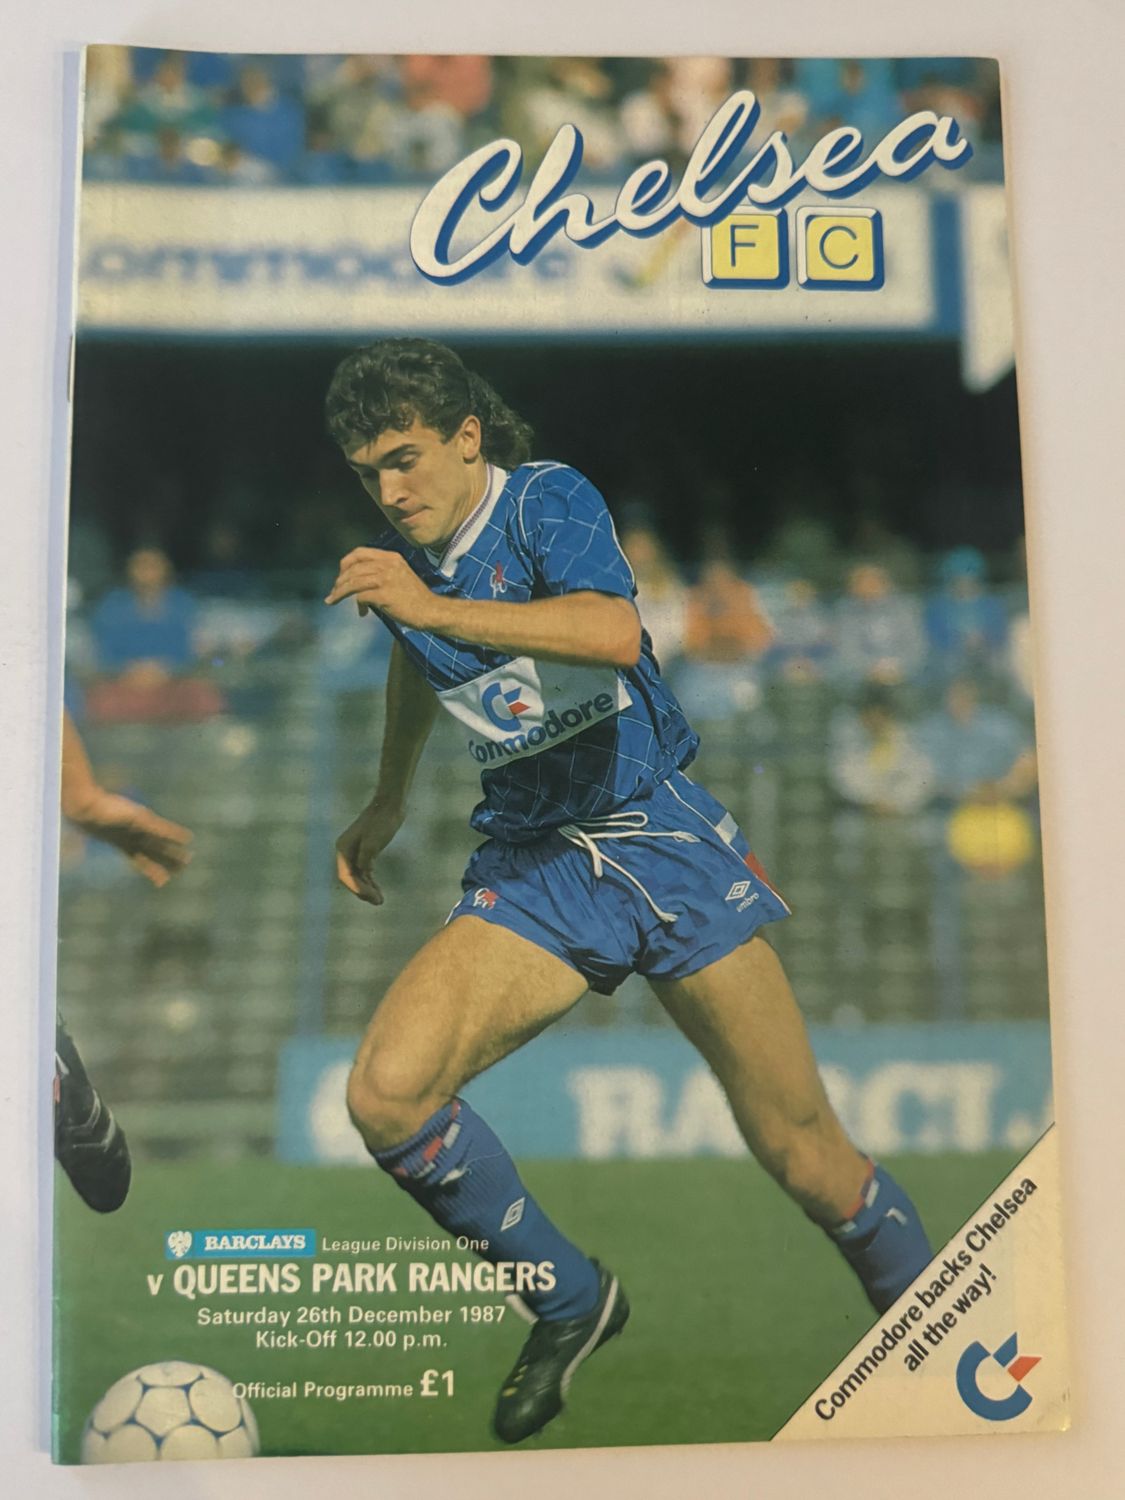 Chelsea
F C
Commodore
umbro
BARCLAYS League Division One
v QUEENS PARK RANGERS
Saturday 26th December 1987
Kick-Off 12.00 p.m.
Official Programme £1
Commodore backs Chelsea
all the way!